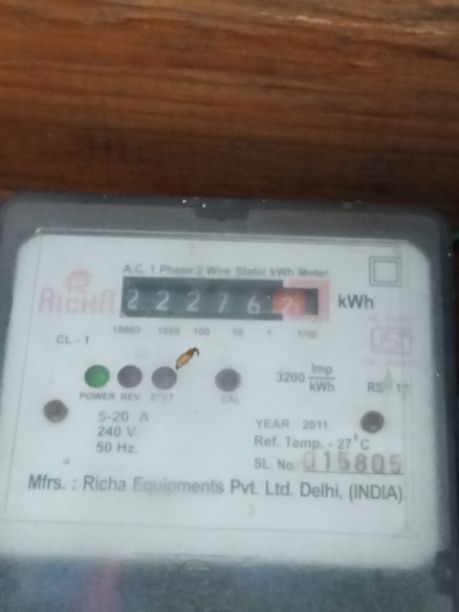 A.C. 1 Phase 2 Wire Static kWh Meter
RICHA
2 2 2 7 6 2
kWh
10000 1000 100 10 1 1/10
CL - 1
3200 Imp/kWh
POWER REV CAL
RS
5-20 A
240 V
50 Hz.
YEAR 2011
Ref. Temp. - 27°C
SL. No. 015805
Mfrs. : Richa Equipments Pvt. Ltd. Delhi, (INDIA)